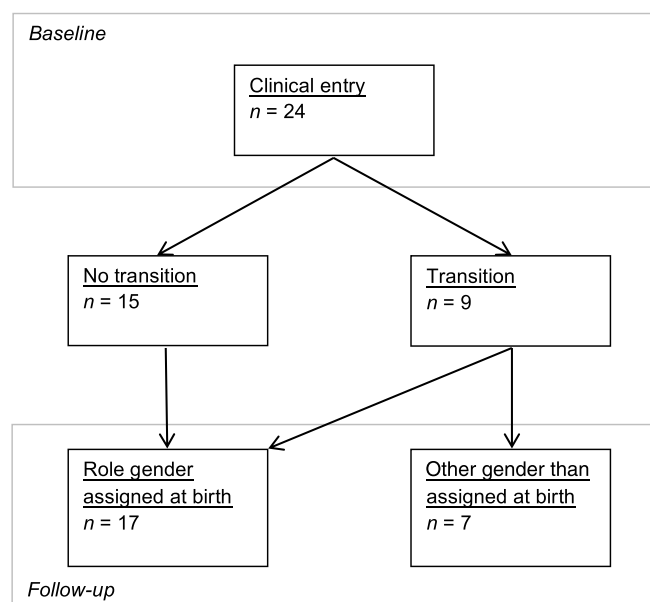 Baseline
Clinical entry
n = 24
No transition
n = 15
Transition
n = 9
Role gender
assigned at birth
n = 17
Other gender than
assigned at birth
n = 7
Follow-up